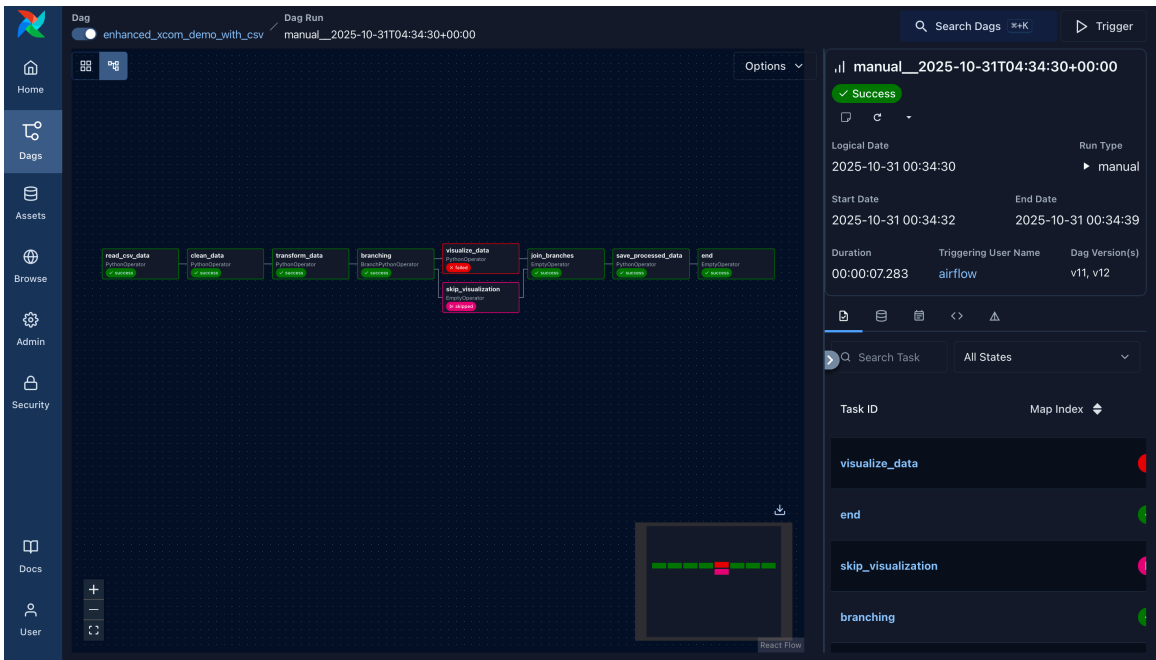 Dag
enhanced_xcom_demo_with_csv
Dag Run
manual__2025-10-31T04:34:30+00:00
Search Dags ⌘+K
Trigger
Home
Dags
Assets
Browse
Admin
Security
Docs
User
Options
read_csv_data
PythonOperator
success
clean_data
PythonOperator
success
transform_data
PythonOperator
success
branching
BranchPythonOperator
success
visualize_data
PythonOperator
failed
skip_visualization
EmptyOperator
skipped
join_branches
EmptyOperator
success
save_processed_data
PythonOperator
success
end
EmptyOperator
success
React Flow
manual__2025-10-31T04:34:30+00:00
Success
Logical Date Run Type
2025-10-31 00:34:30 manual
Start Date End Date
2025-10-31 00:34:32 2025-10-31 00:34:39
Duration Triggering User Name Dag Version(s)
00:00:07.283 airflow v11, v12
Search Task All States
Task ID Map Index
visualize_data
end
skip_visualization
branching